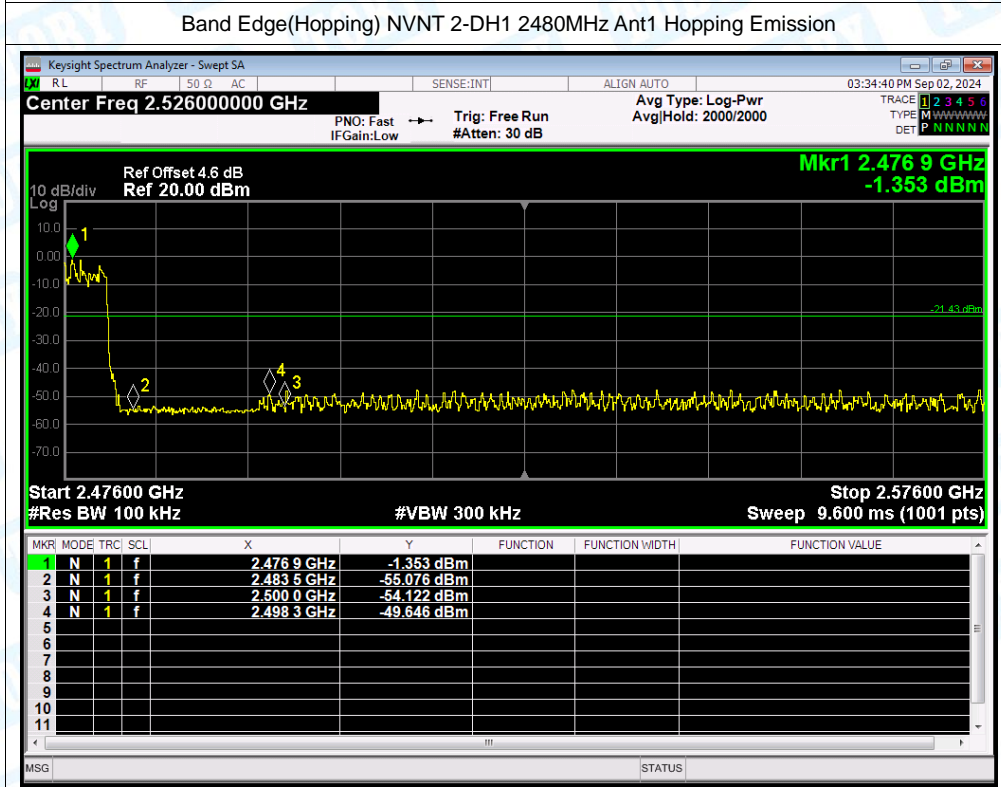 Band Edge(Hopping) NVNT 2-DH1 2480MHz Ant1 Hopping Emission
Keysight Spectrum Analyzer - Swept SA
LXI RL RF 50 Ω AC SENSE:INT ALIGN AUTO 03:34:40 PM Sep 02, 2024
Center Freq 2.526000000 GHz
Avg Type: Log-Pwr
TRACE 1 2 3 4 5 6
PNO: Fast Trig: Free Run Avg|Hold: 2000/2000
TYPE M WWWWW
IFGain:Low #Atten: 30 dB
DET P N N N N N
Mkr1 2.476 9 GHz
-1.353 dBm
Ref Offset 4.6 dB
10 dB/div Ref 20.00 dBm
Log
10.0
0.00
-10.0
-20.0
-30.0
-40.0
-50.0
-60.0
-70.0
1
-21.43 dBm
2
4
3
Start 2.47600 GHz Stop 2.57600 GHz
#Res BW 100 kHz #VBW 300 kHz Sweep 9.600 ms (1001 pts)
MKR MODE TRC SCL X Y FUNCTION FUNCTION WIDTH FUNCTION VALUE
1 N 1 f 2.476 9 GHz -1.353 dBm
2 N 1 f 2.483 5 GHz -55.076 dBm
3 N 1 f 2.500 0 GHz -54.122 dBm
4 N 1 f 2.498 3 GHz -49.646 dBm
5
6
7
8
9
10
11
MSG STATUS